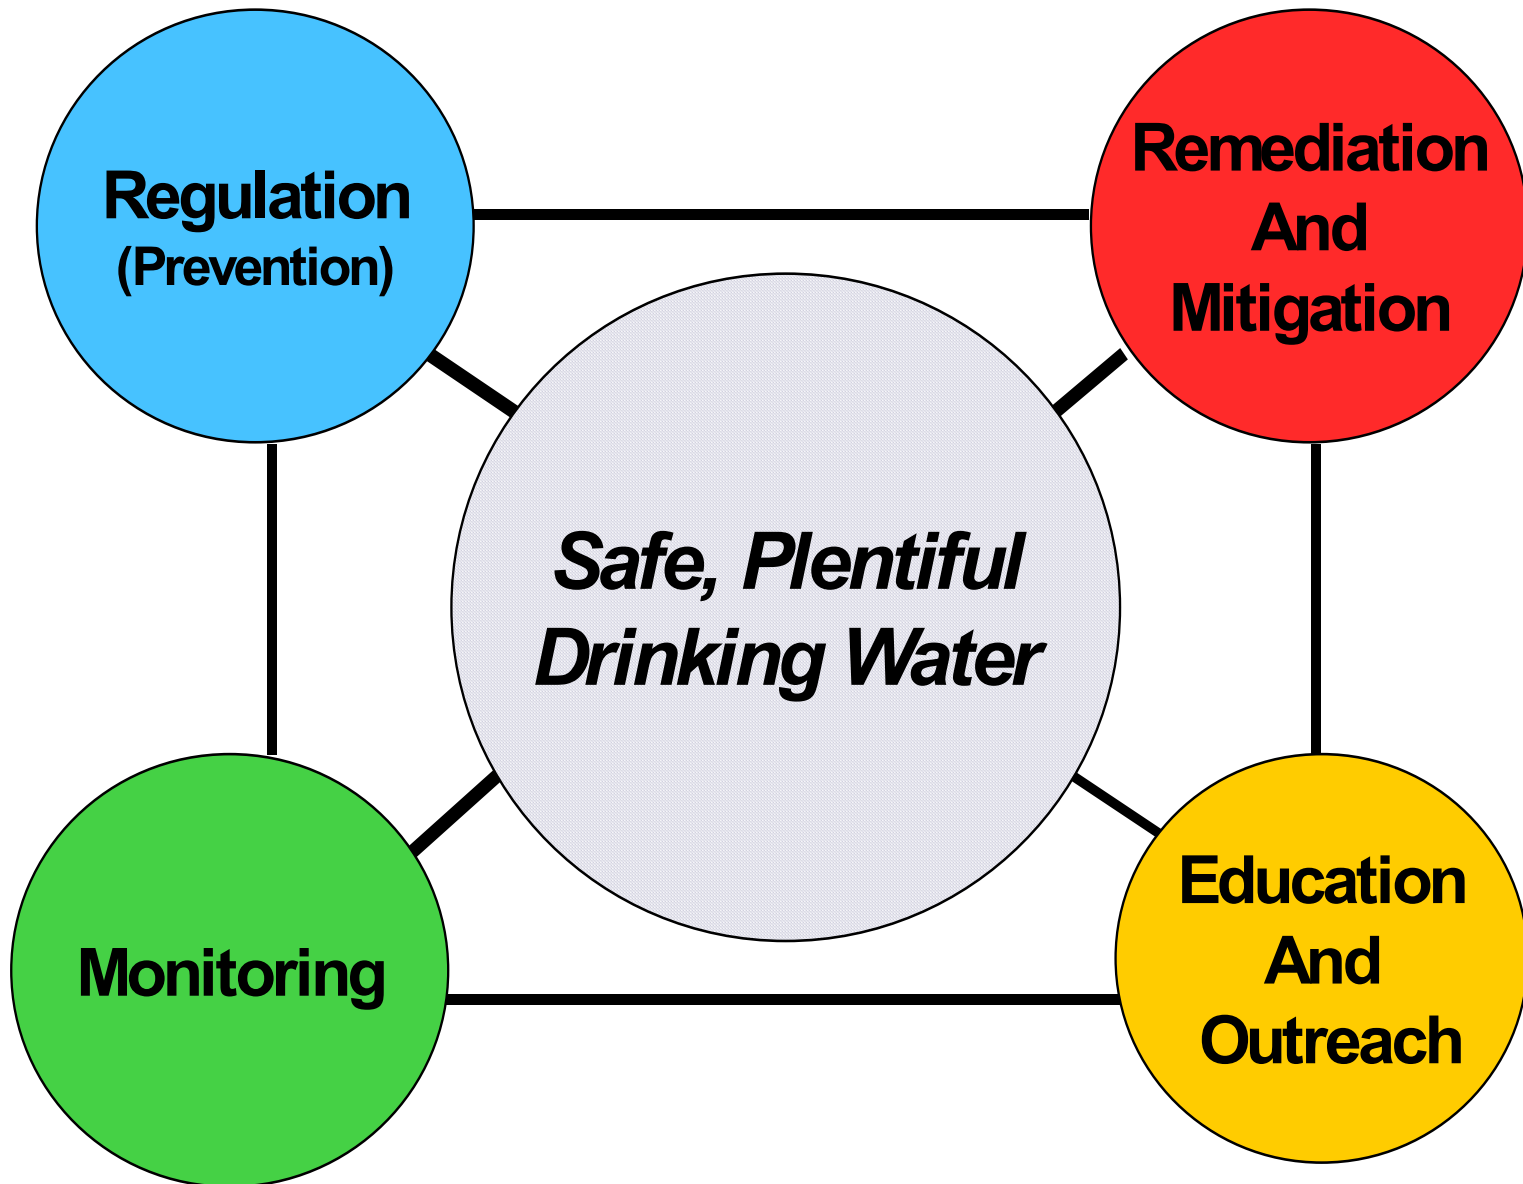 Regulation
(Prevention)
Remediation
And
Mitigation
Safe, Plentiful
Drinking Water
Monitoring
Education
And
Outreach